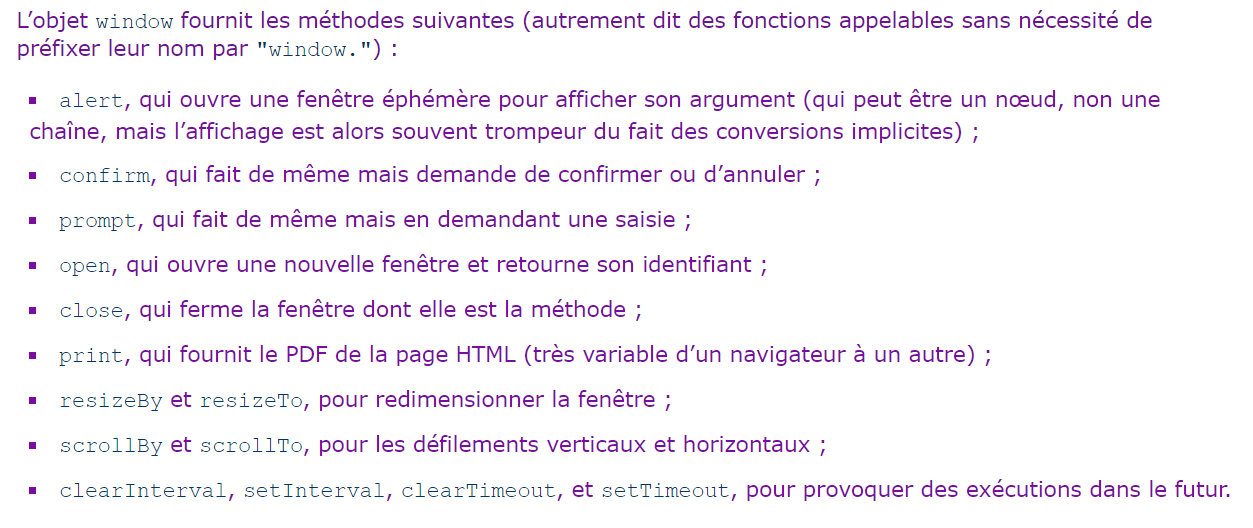 L’objet window fournit les méthodes suivantes (autrement dit des fonctions appelables sans nécessité de
préfixer leur nom par "window.") :
▪ alert, qui ouvre une fenêtre éphémère pour afficher son argument (qui peut être un nœud, non une
chaîne, mais l’affichage est alors souvent trompeur du fait des conversions implicites) ;
▪ confirm, qui fait de même mais demande de confirmer ou d’annuler ;
▪ prompt, qui fait de même mais en demandant une saisie ;
▪ open, qui ouvre une nouvelle fenêtre et retourne son identifiant ;
▪ close, qui ferme la fenêtre dont elle est la méthode ;
▪ print, qui fournit le PDF de la page HTML (très variable d’un navigateur à un autre) ;
▪ resizeBy et resizeTo, pour redimensionner la fenêtre ;
▪ scrollBy et scrollTo, pour les défilements verticaux et horizontaux ;
▪ clearInterval, setInterval, clearTimeout, et setTimeout, pour provoquer des exécutions dans le futur.